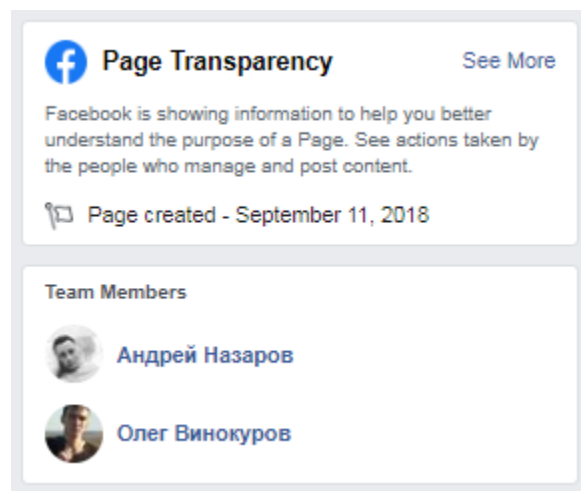 Page Transparency
See More
Facebook is showing information to help you better
understand the purpose of a Page. See actions taken by
the people who manage and post content.
Page created - September 11, 2018
Team Members
Андрей Назаров
Олег Винокуров